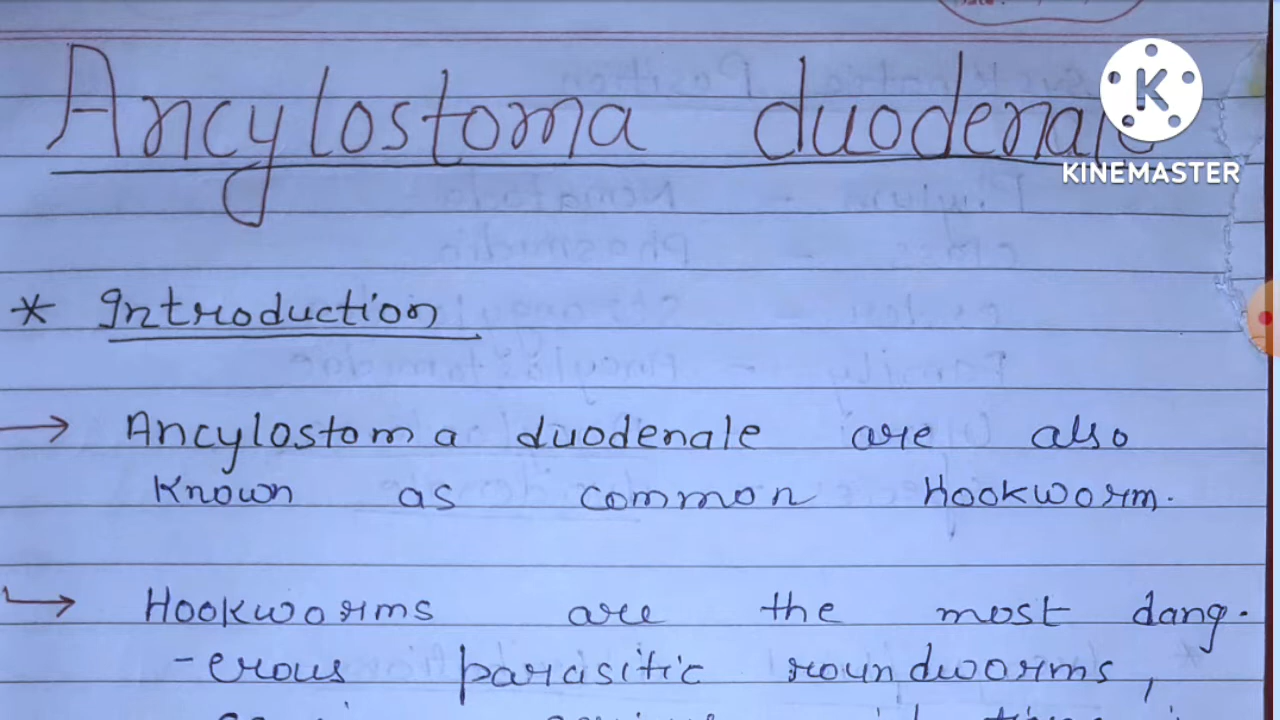 Ancylostoma duodenale
K
KINEMASTER
* Introduction
→ Ancylostoma duodenale are also
known as common Hookworm.
↳ Hookworms are the most dang-
-erous parasitic roundworms,